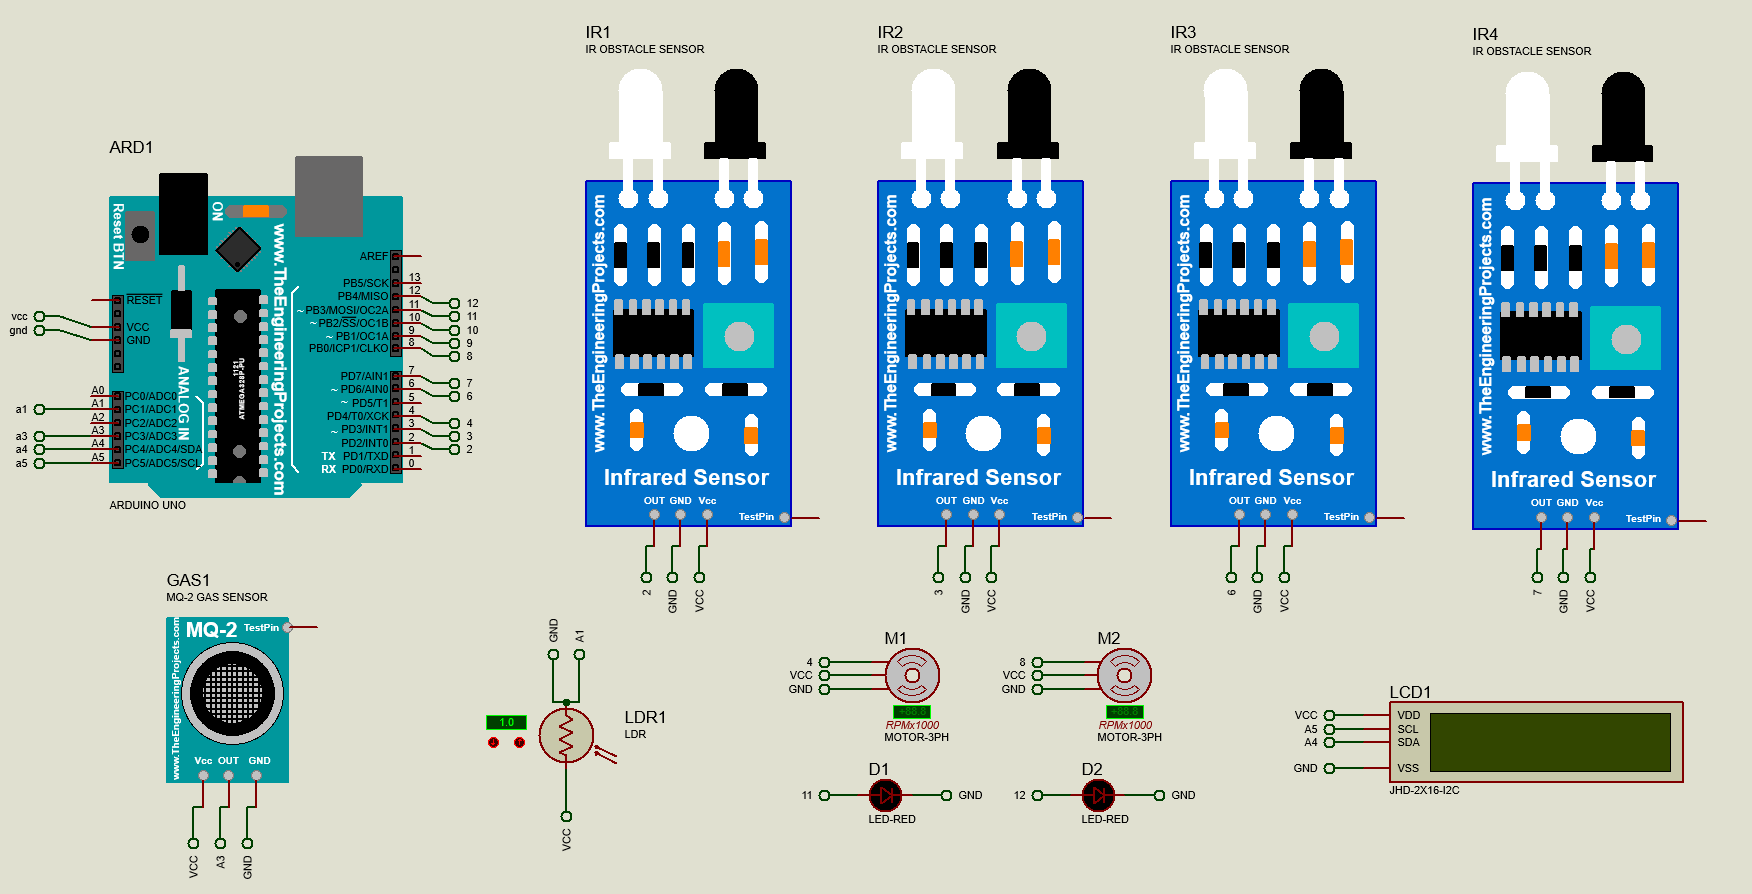 ARD1
Reset BTN
ON
www.TheEngineeringProjects.com
RESET
VCC
GND
vcc
gnd
ANALOG IN
A0 PC0/ADC0
a1 A1 PC1/ADC1
A2 PC2/ADC2
a3 A3 PC3/ADC3
a4 A4 PC4/ADC4/SDA
a5 A5 PC5/ADC5/SCL
1121
ATMEGA328P-PU
AREF
PB5/SCK 13
PB4/MISO 12 12
~ PB3/MOSI/OC2A 11 11
~ PB2/SS/OC1B 10 10
~ PB1/OC1A 9 9
PB0/ICP1/CLKO 8 8
PD7/AIN1 7 7
~ PD6/AIN0 6 6
~ PD5/T1 5
PD4/T0/XCK 4 4
~ PD3/INT1 3 3
PD2/INT0 2 2
TX PD1/TXD 1
RX PD0/RXD 0
ARDUINO UNO
IR1
IR OBSTACLE SENSOR
www.TheEngineeringProjects.com
Infrared Sensor
OUT GND Vcc
TestPin
2 GND VCC
IR2
IR OBSTACLE SENSOR
www.TheEngineeringProjects.com
Infrared Sensor
OUT GND Vcc
TestPin
3 GND VCC
IR3
IR OBSTACLE SENSOR
www.TheEngineeringProjects.com
Infrared Sensor
OUT GND Vcc
TestPin
6 GND VCC
IR4
IR OBSTACLE SENSOR
www.TheEngineeringProjects.com
Infrared Sensor
OUT GND Vcc
TestPin
7 GND VCC
GAS1
MQ-2 GAS SENSOR
MQ-2 TestPin
www.TheEngineeringProjects.com
Vcc OUT GND
VCC A3 GND
GND A1
1.0
LDR1
LDR
VCC
M1
4
VCC
GND
+88.8
RPMx1000
MOTOR-3PH
M2
8
VCC
GND
+88.8
RPMx1000
MOTOR-3PH
D1
11 GND
LED-RED
D2
12 GND
LED-RED
LCD1
VCC VDD
A5 SCL
A4 SDA
GND VSS
JHD-2X16-I2C